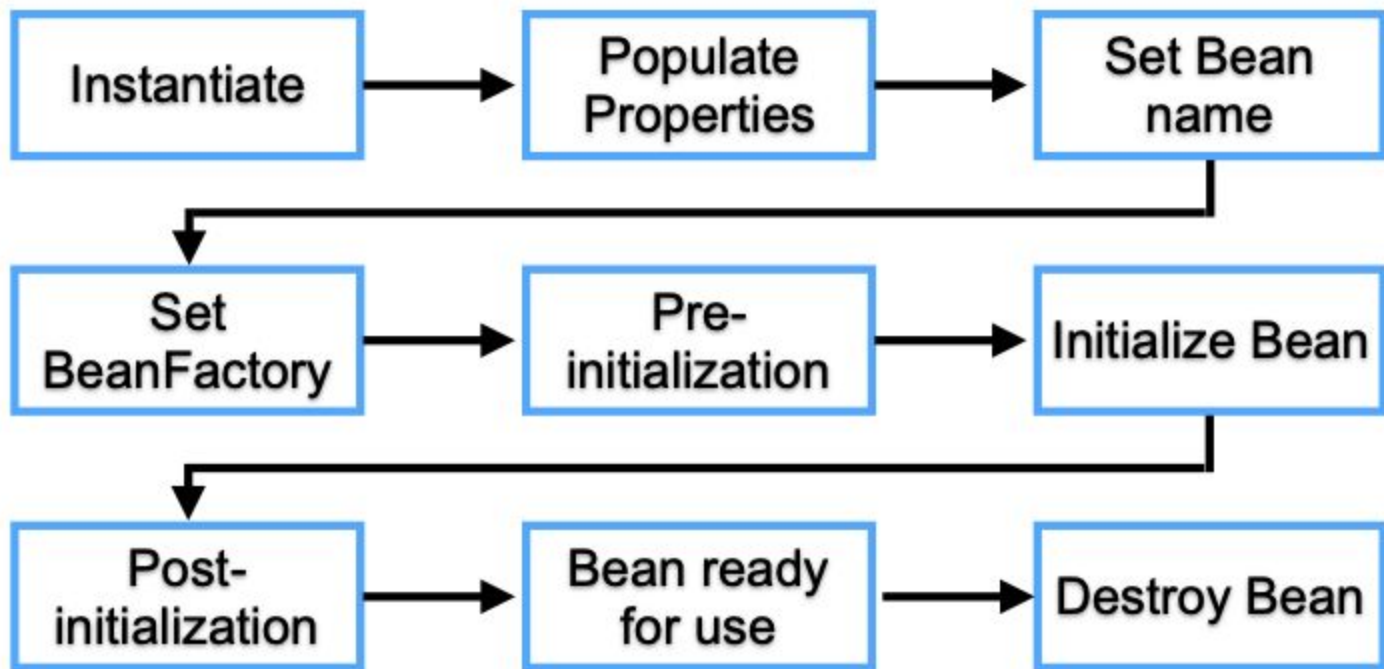 Instantiate
Populate
Properties
Set Bean
name
Set
BeanFactory
Pre-
initialization
Initialize Bean
Post-
initialization
Bean ready
for use
Destroy Bean